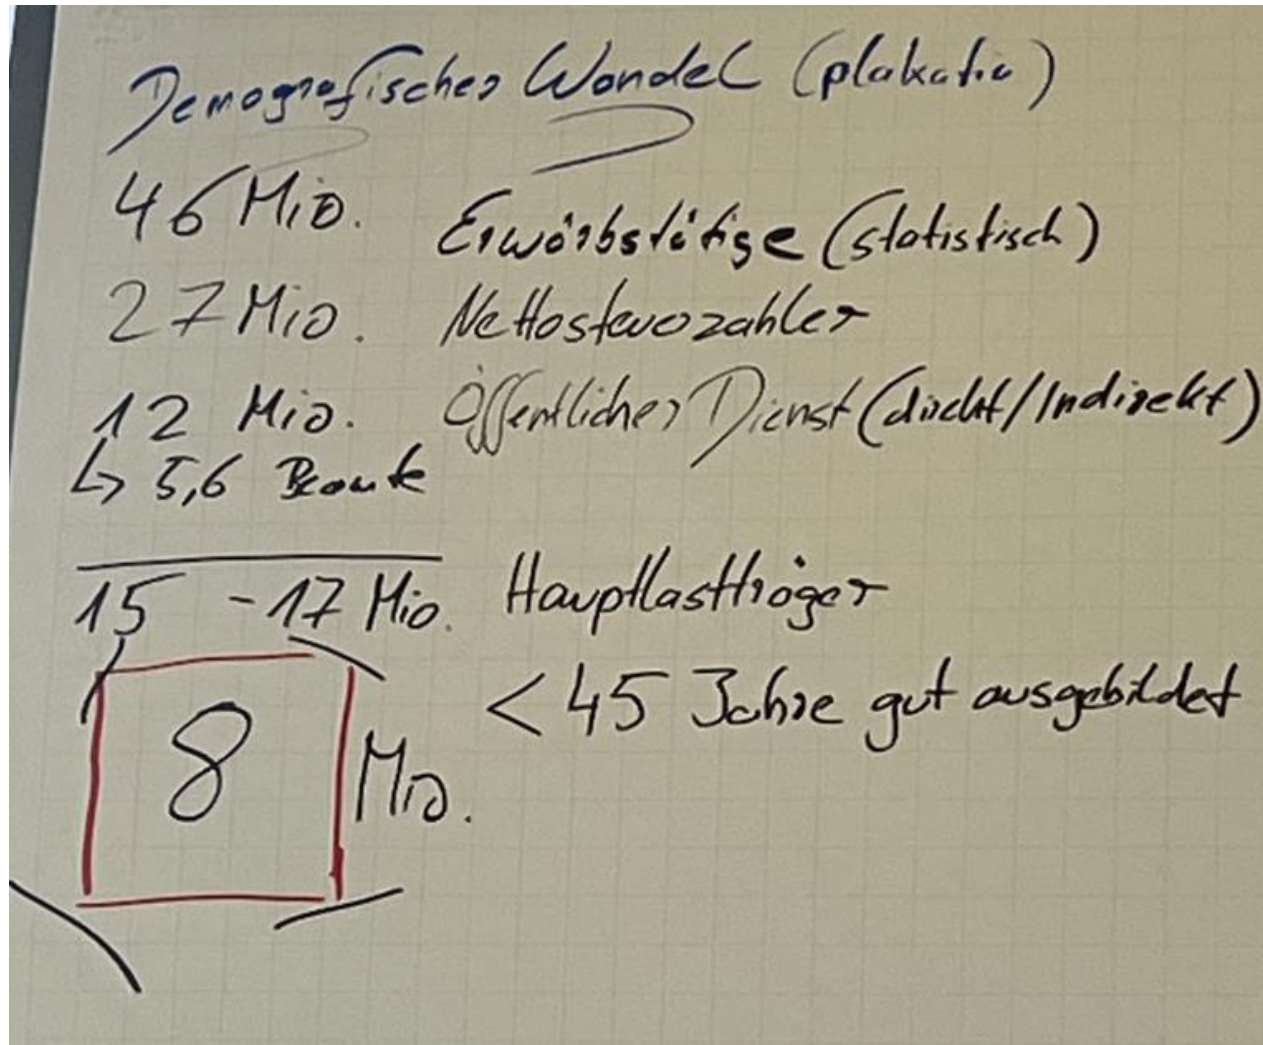 Demografischer Wandel (plakativ)
46 Mio. Erwerbstätige (statistisch)
27 Mio. Nettosteuerzahler
12 Mio. Öffentlicher Dienst (direkt/Indirekt)
↳ 5,6 Beamte
15 - 17 Mio. Hauptlastträger
< 45 Jahre gut ausgebildet
8 Mio.